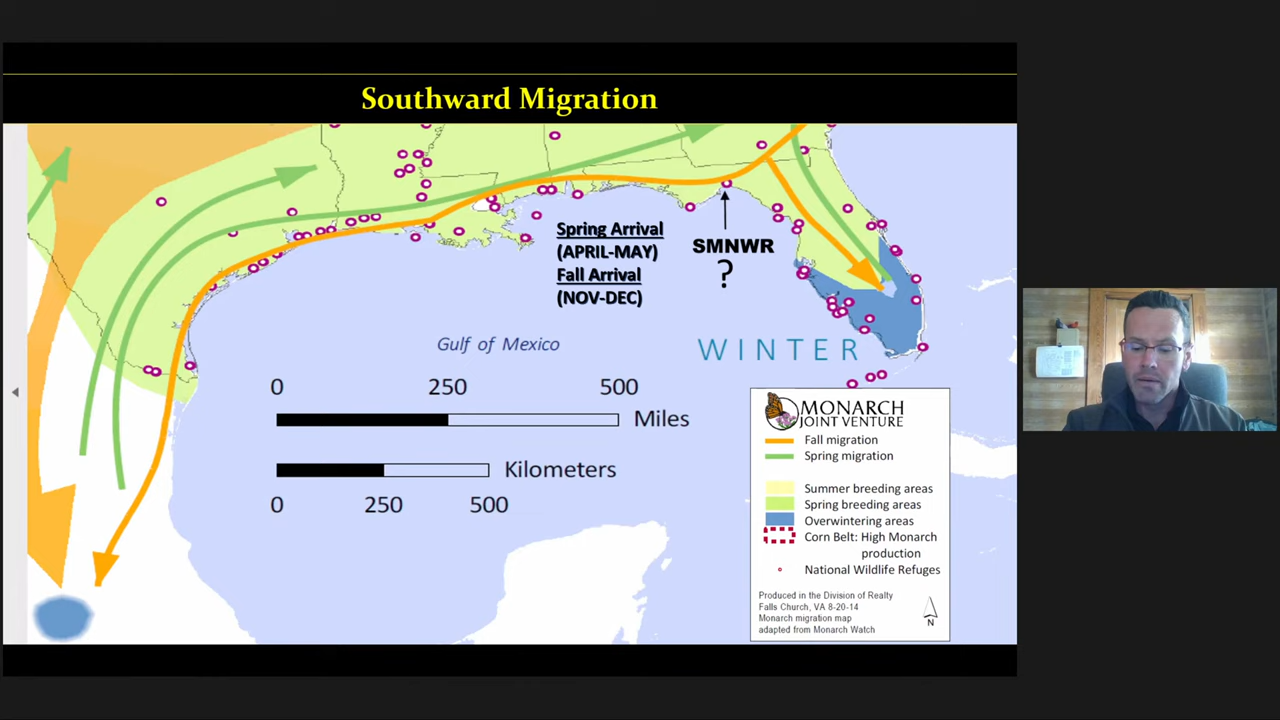 Southward Migration
Spring Arrival
(APRIL-MAY)
Fall Arrival
(NOV-DEC)
SMNWR
?
Gulf of Mexico
WINTER
0 250 500
Miles
Kilometers
0 250 500
MONARCH
JOINT VENTURE
Fall migration
Spring migration
Summer breeding areas
Spring breeding areas
Overwintering areas
Corn Belt: High Monarch
production
National Wildlife Refuges
Produced in the Division of Realty
Falls Church, VA 8-20-14
Monarch migration map
adapted from Monarch Watch
N